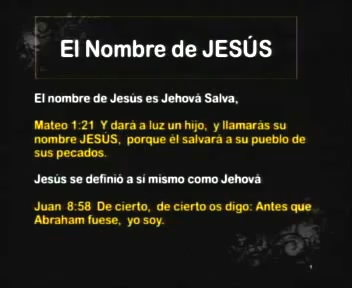 El Nombre de JESÚS
El nombre de Jesús es Jehová Salva,
Mateo 1:21 Y dará a luz un hijo, y llamarás su
nombre JESÚS, porque él salvará a su pueblo de
sus pecados.
Jesús se definió a sí mismo como Jehová
Juan 8:58 De cierto, de cierto os digo: Antes que
Abraham fuese, yo soy.